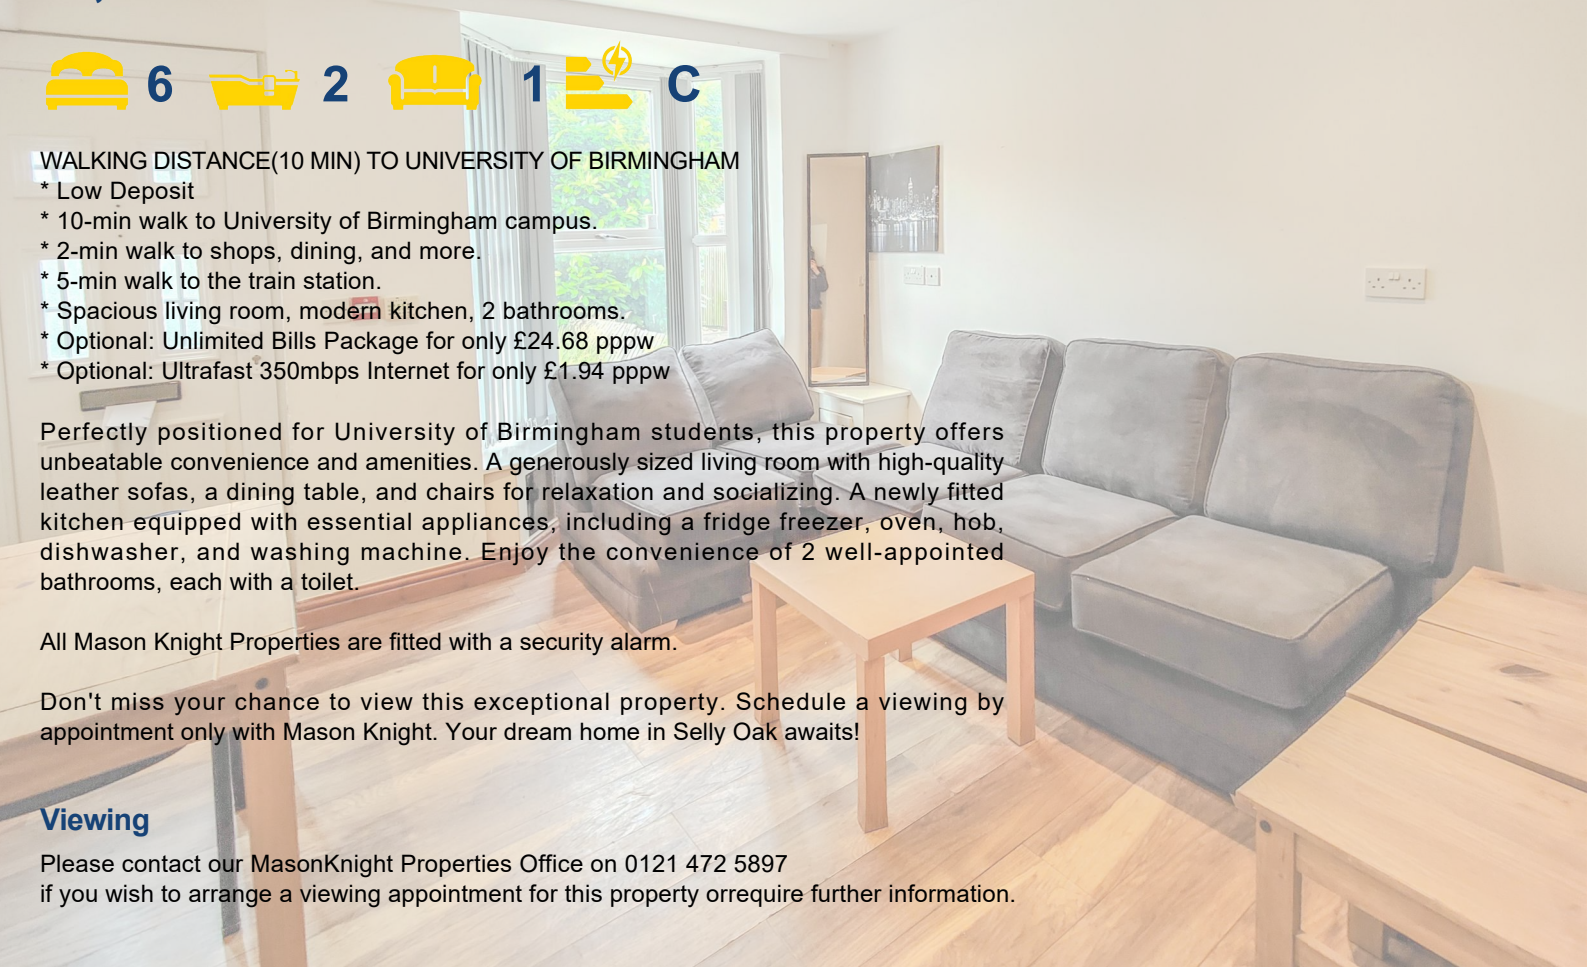 6 2 1 C
WALKING DISTANCE(10 MIN) TO UNIVERSITY OF BIRMINGHAM
* Low Deposit
* 10-min walk to University of Birmingham campus.
* 2-min walk to shops, dining, and more.
* 5-min walk to the train station.
* Spacious living room, modern kitchen, 2 bathrooms.
* Optional: Unlimited Bills Package for only £24.68 pppw
* Optional: Ultrafast 350mbps Internet for only £1.94 pppw
Perfectly positioned for University of Birmingham students, this property offers
unbeatable convenience and amenities. A generously sized living room with high-quality
leather sofas, a dining table, and chairs for relaxation and socializing. A newly fitted
kitchen equipped with essential appliances, including a fridge freezer, oven, hob,
dishwasher, and washing machine. Enjoy the convenience of 2 well-appointed
bathrooms, each with a toilet.
All Mason Knight Properties are fitted with a security alarm.
Don't miss your chance to view this exceptional property. Schedule a viewing by
appointment only with Mason Knight. Your dream home in Selly Oak awaits!
Viewing
Please contact our MasonKnight Properties Office on 0121 472 5897
if you wish to arrange a viewing appointment for this property orrequire further information.